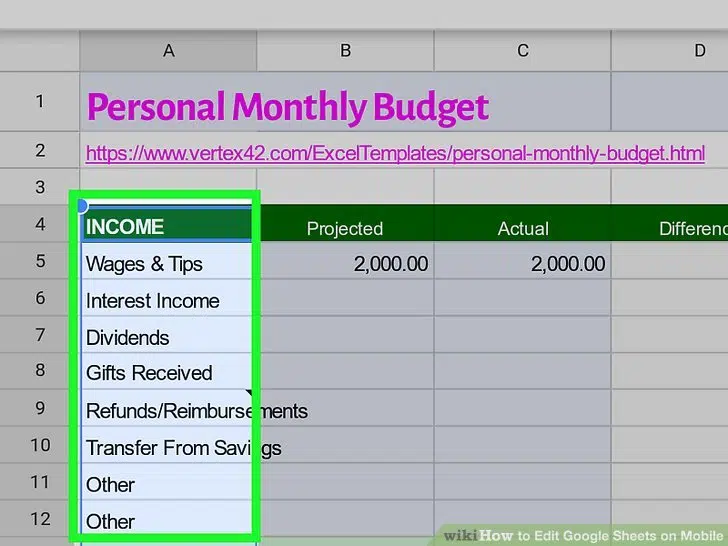 A B C D
1 Personal Monthly Budget
2 https://www.vertex42.com/ExcelTemplates/personal-monthly-budget.html
3
4 INCOME Projected Actual Differenc
5 Wages & Tips 2,000.00 2,000.00
6 Interest Income
7 Dividends
8 Gifts Received
9 Refunds/Reimbursements
10 Transfer From Savings
11 Other
12 Other
wikiHow to Edit Google Sheets on Mobile